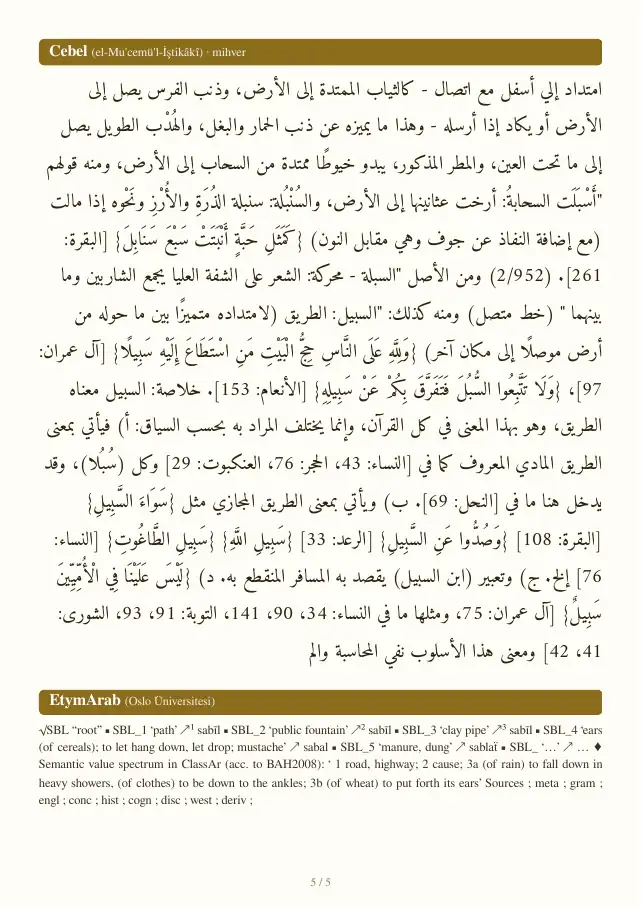 Cebel (el-Mu'cemü'l-İştikâkî) · mihver
امتداد إلي أسفل مع اتصال - كالثياب الممتدة إلى الأرض، وذنب الفرس يصل إلى
الأرض أو يكاد إذا أرسله - وهذا ما يميزه عن ذنب الحمار والبغل، والهُدْب الطويل يصل
إلى ما تحت العين، والمطر المذكور، يبدو خيوطًا ممتدة من السحاب إلى الأرض، ومنه قولهم
"أَسْبَلَت السحابةُ: أرخت عثانينها إلى الأرض، والسُنْبُلة: سنبلة الذُرَةِ والأُرْزِ ونَحْوِه إذا مالت
(مع إضافة النفاذ عن جوف وهي مقابل النون) {كَمَثَلِ حَبَّةٍ أَنْبَتَتْ سَبْعَ سَنَابِلَ} [البقرة:
261]. (2/952) ومن الأصل "السبلة - محركة: الشعر على الشفة العليا يجمع الشاربين وما
بينهما " (خط متصل) ومنه كذلك: "السبيل: الطريق (لامتداده متميزًا بين ما حوله من
أرض موصلًا إلى مكان آخر) {وَلِلَّهِ عَلَى النَّاسِ حِجُّ الْبَيْتِ مَنِ اسْتَطَاعَ إِلَيْهِ سَبِيلًا} [آل عمران:
97]، {وَلَا تَتَّبِعُوا السُّبُلَ فَتَفَرَّقَ بِكُمْ عَنْ سَبِيلِهِ} [الأنعام: 153]. خلاصة: السبيل معناه
الطريق، وهو بهذا المعنى في كل القرآن، وإنما يختلف المراد به بحسب السياق: أ) فيأتي بمعنى
الطريق المادي المعروف كما في [النساء: 43، الحجر: 76، العنكبوت: 29] وكل (سُبُلا)، وقد
يدخل هنا ما في [النحل: 69]. ب) ويأتي بمعنى الطريق المجازي مثل {سَوَاءَ السَّبِيلِ}
[البقرة: 108] {وَصُدُّوا عَنِ السَّبِيلِ} [الرعد: 33] {سَبِيلِ اللَّهِ} {سَبِيلِ الطَّاغُوتِ} [النساء:
76] إلخ. ج) وتعبير (ابن السبيل) يقصد به المسافر المنقطع به. د) {لَيْسَ عَلَيْنَا فِي الْأُمِّيِّينَ
سَبِيلٌ} [آل عمران: 75، ومثلها ما في النساء: 34، 90، 141، التوبة: 91، 93، الشورى:
41، 42] ومعنى هذا الأسلوب نفي المحاسبة والم
EtymArab (Oslo Üniversitesi)
√SBL “root” ▪ SBL_1 ‘path’ ↗¹ sabīl ▪ SBL_2 ‘public fountain’ ↗² sabīl ▪ SBL_3 ‘clay pipe’ ↗³ sabīl ▪ SBL_4 ‘ears
(of cereals); to let hang down, let drop; mustache’ ↗ sabal ▪ SBL_5 ‘manure, dung’ ↗ sablaẗ ▪ SBL_ ‘…’ ↗ … ♦
Semantic value spectrum in ClassAr (acc. to BAH2008): ‘ 1 road, highway; 2 cause; 3a (of rain) to fall down in
heavy showers, (of clothes) to be down to the ankles; 3b (of wheat) to put forth its ears’ Sources ; meta ; gram ;
engl ; conc ; hist ; cogn ; disc ; west ; deriv ;
5 / 5